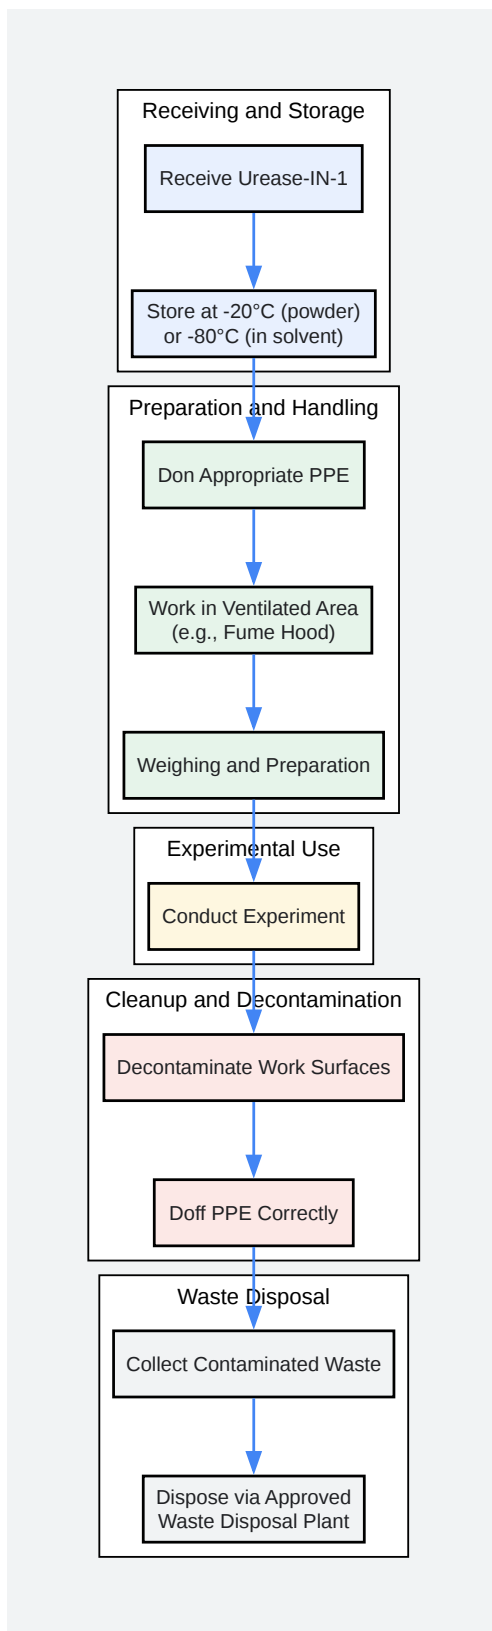 Receiving and Storage
Receive Urease-IN-1
Store at -20°C (powder)
or -80°C (in solvent)
Preparation and Handling
Don Appropriate PPE
Work in Ventilated Area
(e.g., Fume Hood)
Weighing and Preparation
Experimental Use
Conduct Experiment
Cleanup and Decontamination
Decontaminate Work Surfaces
Doff PPE Correctly
Waste Disposal
Collect Contaminated Waste
Dispose via Approved
Waste Disposal Plant